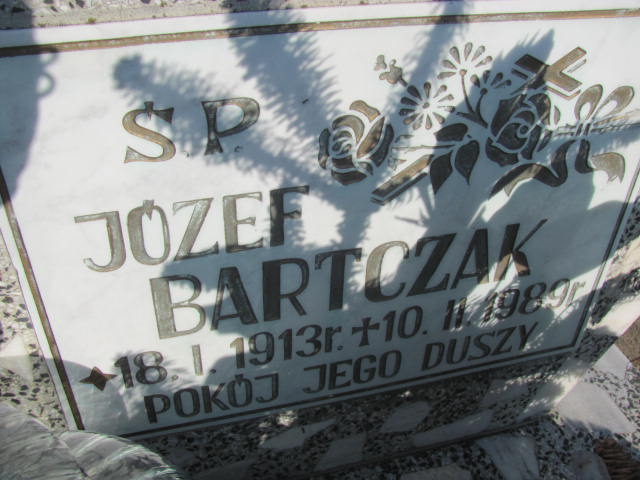 Ś.P.
JÓZEF
BARTCZAK
18. I. 1913r. + 10. II. 1989r
POKÓJ JEGO DUSZY